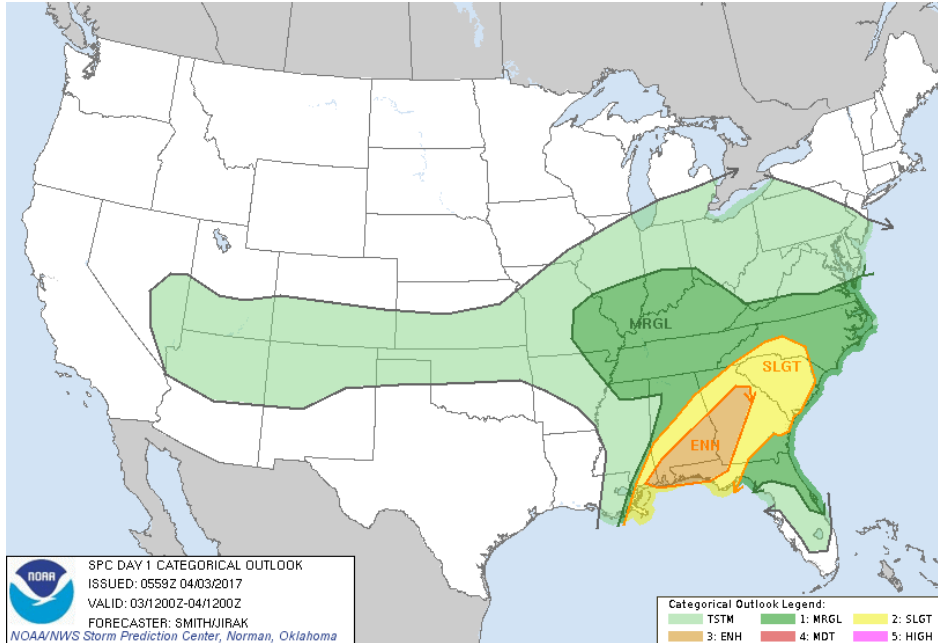 MRGL
SLGT
ENH
NOAA
SPC DAY 1 CATEGORICAL OUTLOOK
ISSUED: 0559Z 04/03/2017
VALID: 03/1200Z-04/1200Z
FORECASTER: SMITH/JIRAK
NOAA/NWS Storm Prediction Center, Norman, Oklahoma
Categorical Outlook Legend:
TSTM 1: MRGL 2: SLGT
3: ENH 4: MDT 5: HIGH